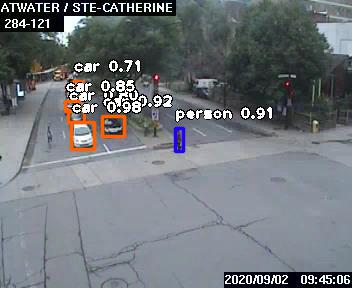 ATWATER / STE-CATHERINE
284-121
car 0.71
car 0.85
car 0.98
0.92
person 0.91
2020/09/02 09:45:06